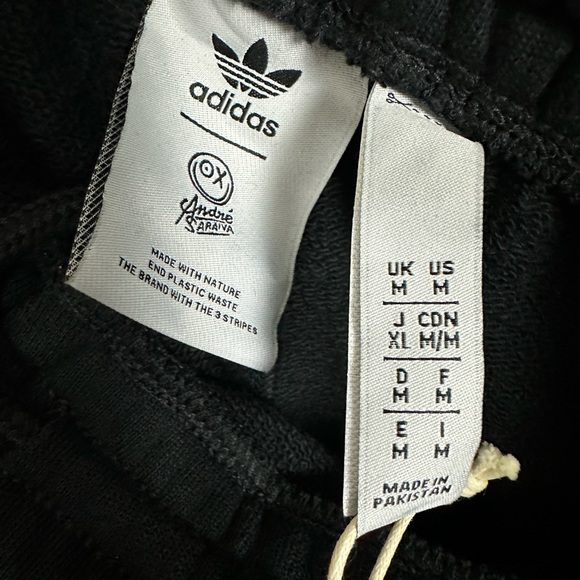 adidas
OX
André
SARAIVA
MADE WITH NATURE
END PLASTIC WASTE
THE BRAND WITH THE 3 STRIPES
UK US
M M
J CDN
XL M/M
D F
M M
E I
M M
MADE IN
PAKISTAN